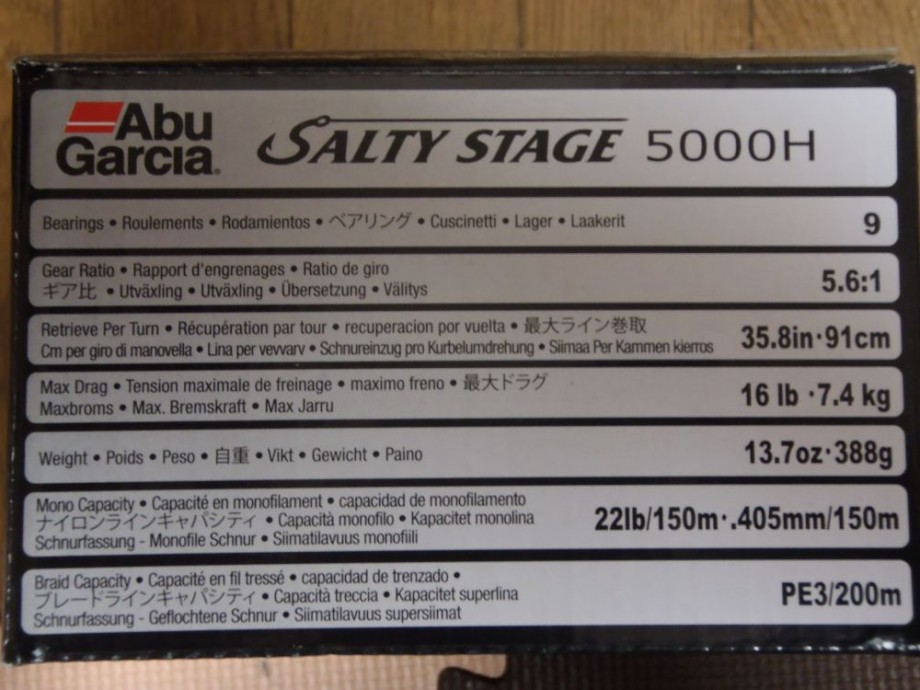 Abu Garcia. SALTY STAGE 5000H
Bearings • Roulements • Rodamientos • ベアリング • Cuscinetti • Lager • Laakerit 9
Gear Ratio • Rapport d'engrenages • Ratio de giro
ギア比 • Utväxling • Utväxling • Übersetzung • Välitys 5.6:1
Retrieve Per Turn • Récupération par tour • recuperacion por vuelta • 最大ライン巻取
Cm per giro di manovella • Lina per vevvarv • Schnureinzug pro Kurbelumdrehung • Siimaa Per Kammen kierros 35.8in·91cm
Max Drag • Tension maximale de freinage • maximo freno • 最大ドラグ
Maxbroms • Max. Bremskraft • Max Jarru 16 lb ·7.4 kg
Weight • Poids • Peso • 自重 • Vikt • Gewicht • Paino 13.7oz·388g
Mono Capacity • Capacité en monofilament • capacidad de monofilamento
ナイロンラインキャパシティ • Capacità monofilo • Kapacitet monolina 22lb/150m·.405mm/150m
Schnurfassung - Monofile Schnur • Siimatilavuus monofiili
Braid Capacity • Capacité en fil tressé • capacidad de trenzado •
ブレードラインキャパシティ • Capacità treccia • Kapacitet superlina PE3/200m
Schnurfassung - Geflochtene Schnur • Siimatilavuus supersiimat